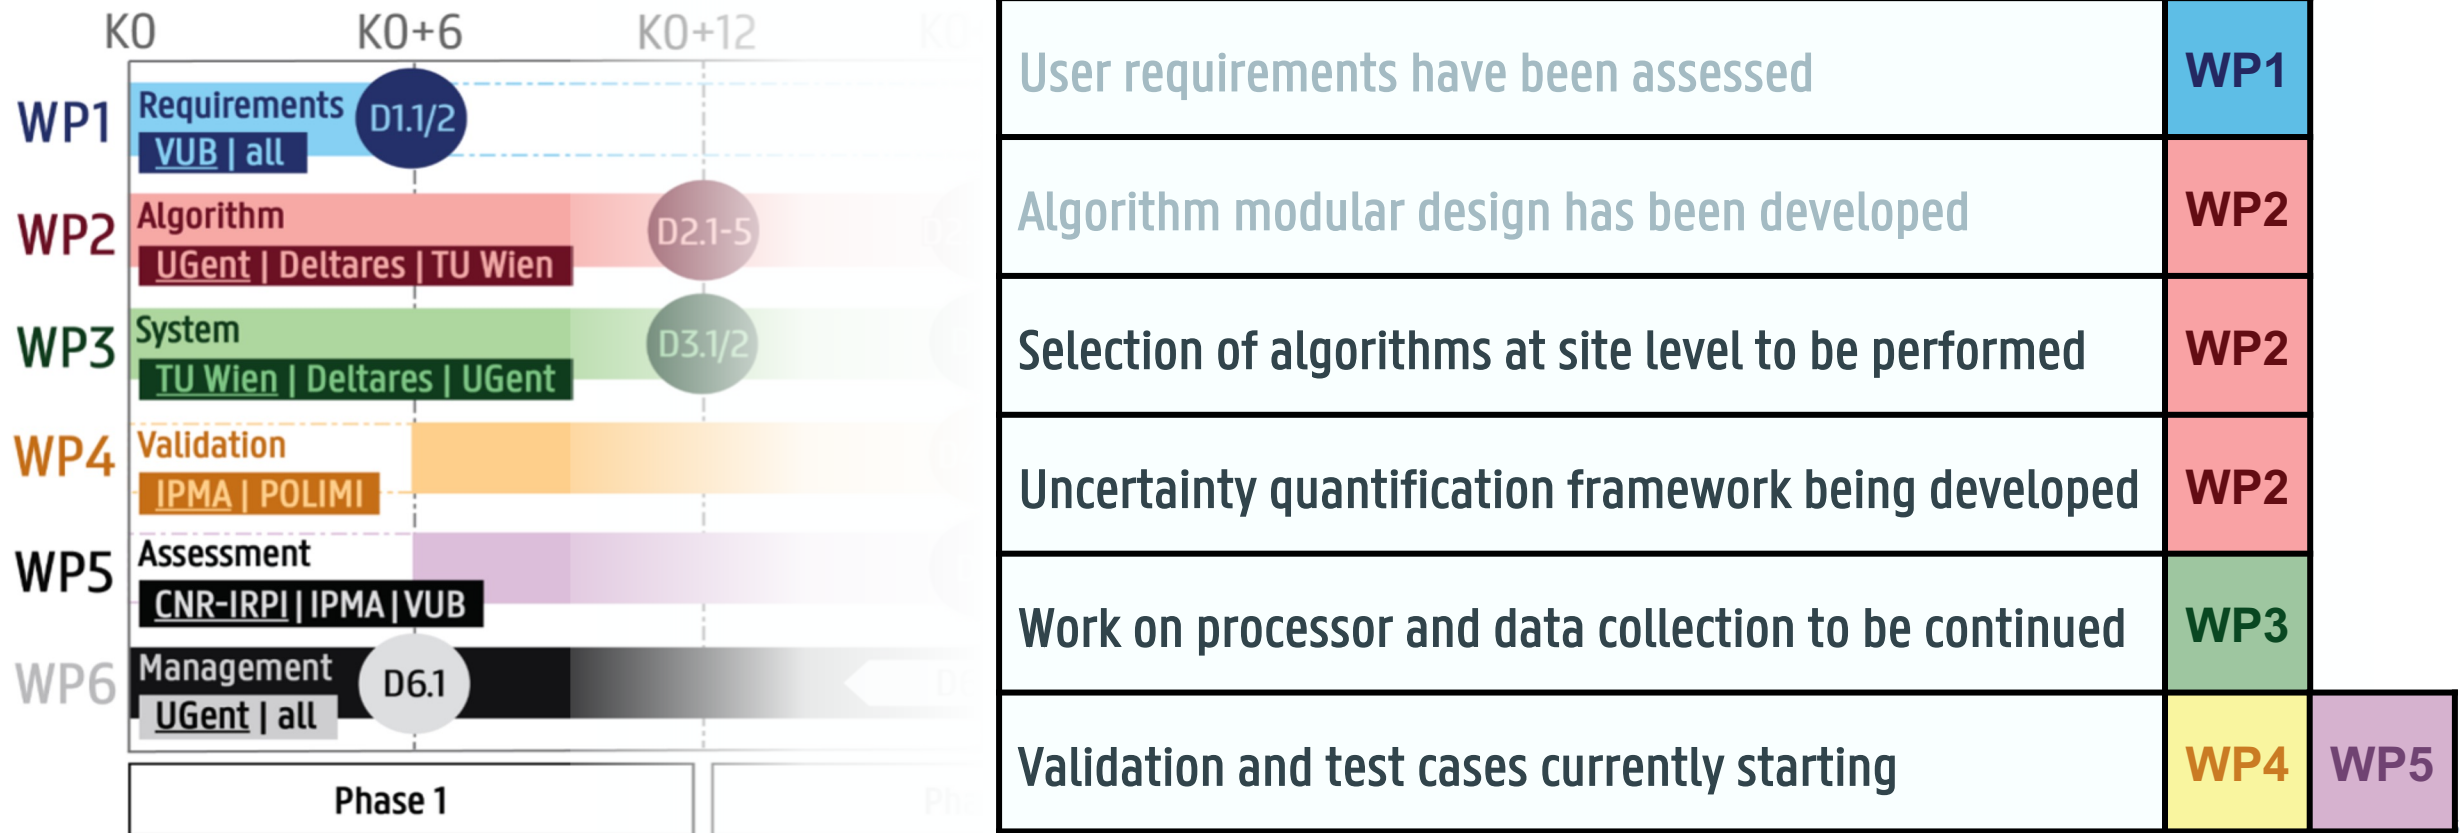 K0 K0+6 K0+12 K0
WP1 Requirements D1.1/2
VUB | all
WP2 Algorithm D2.1-5
UGent | Deltares | TU Wien
WP3 System D3.1/2
TU Wien | Deltares | UGent
WP4 Validation
IPMA | POLIMI
WP5 Assessment
CNR-IRPI | IPMA | VUB
WP6 Management D6.1
UGent | all
Phase 1
User requirements have been assessed WP1
Algorithm modular design has been developed WP2
Selection of algorithms at site level to be performed WP2
Uncertainty quantification framework being developed WP2
Work on processor and data collection to be continued WP3
Validation and test cases currently starting WP4 WP5